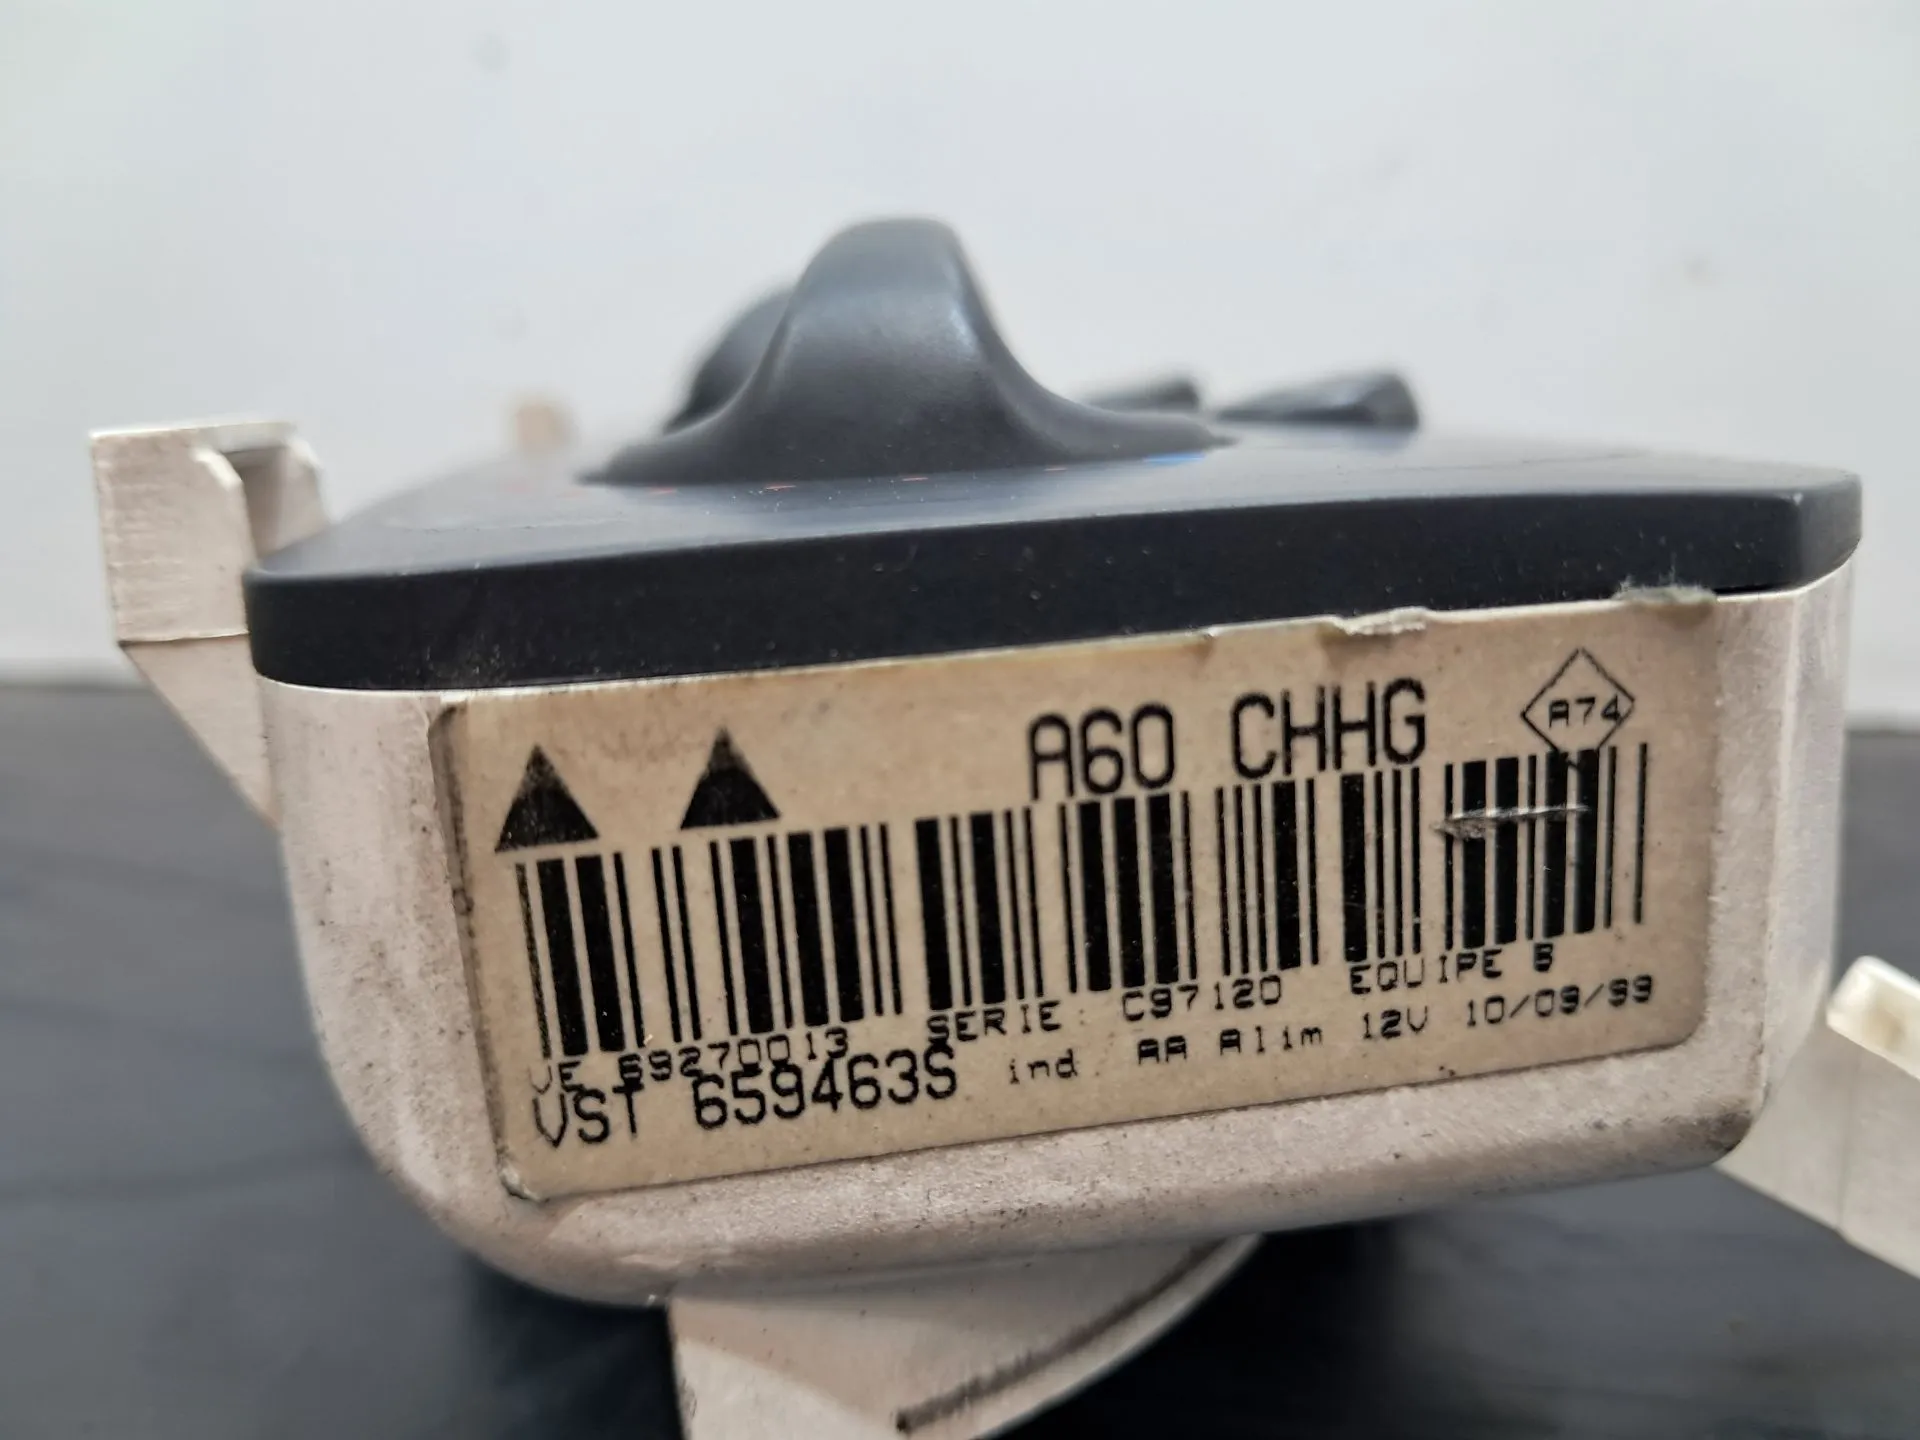 A60 CHHG
A74
VE 69270013 SERIE: C97120 EQUIPE B
VST 659463S ind. AA Alim 12V 10/09/99